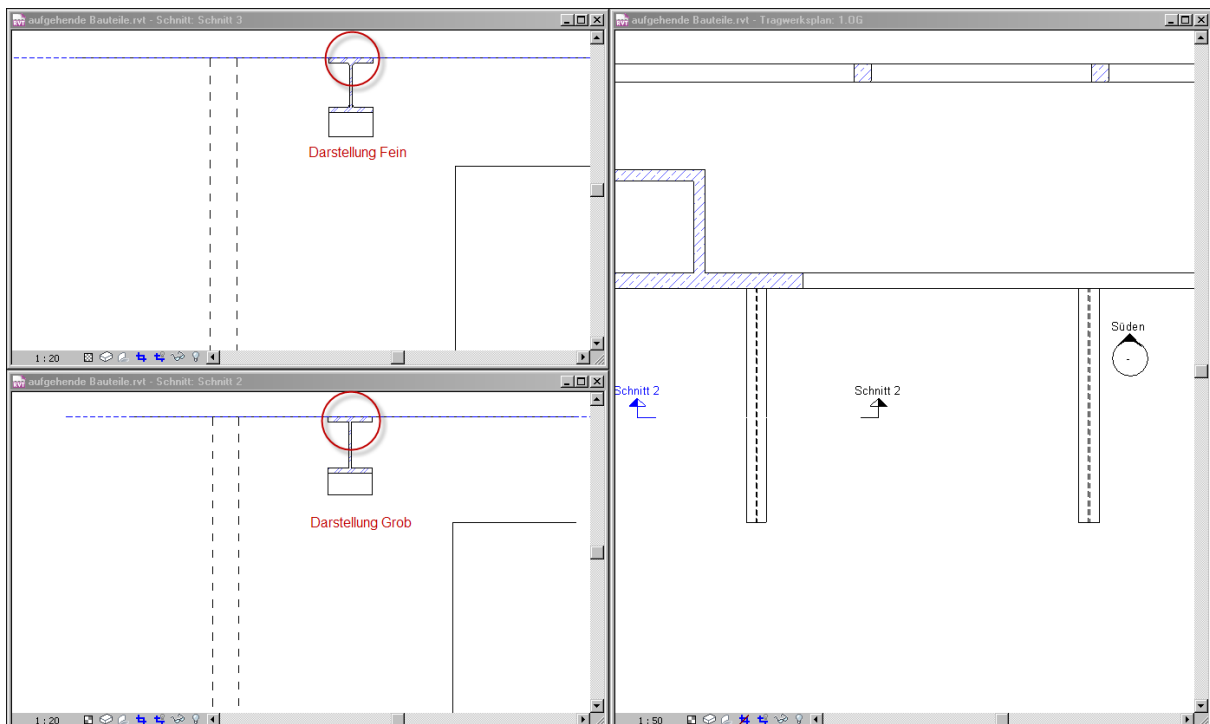 aufgehende Bauteile.rvt - Schnitt: Schnitt 3
Darstellung Fein
1 : 20
aufgehende Bauteile.rvt - Schnitt: Schnitt 2
Darstellung Grob
1 : 20
aufgehende Bauteile.rvt - Tragwerksplan: 1.OG
Süden
Schnitt 2
Schnitt 2
1 : 50